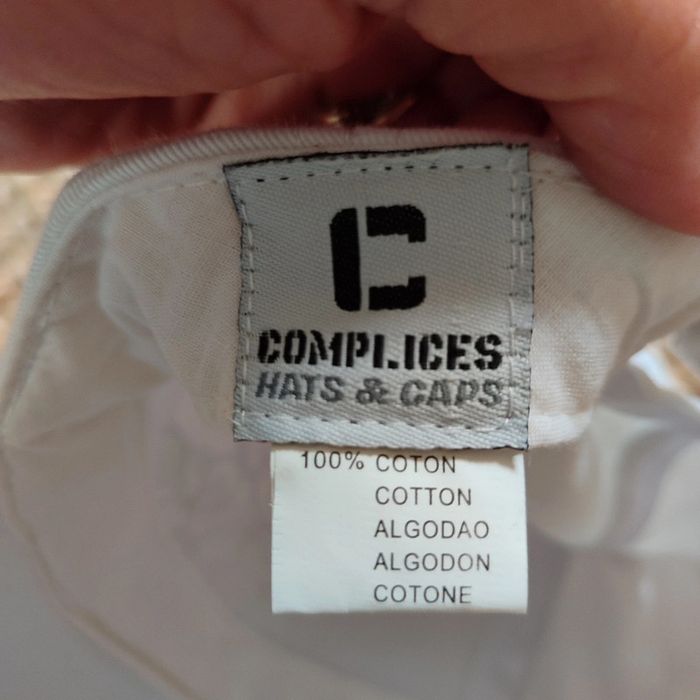 C
COMPLICES
HATS & CAPS
100% COTON
COTTON
ALGODAO
ALGODON
COTONE